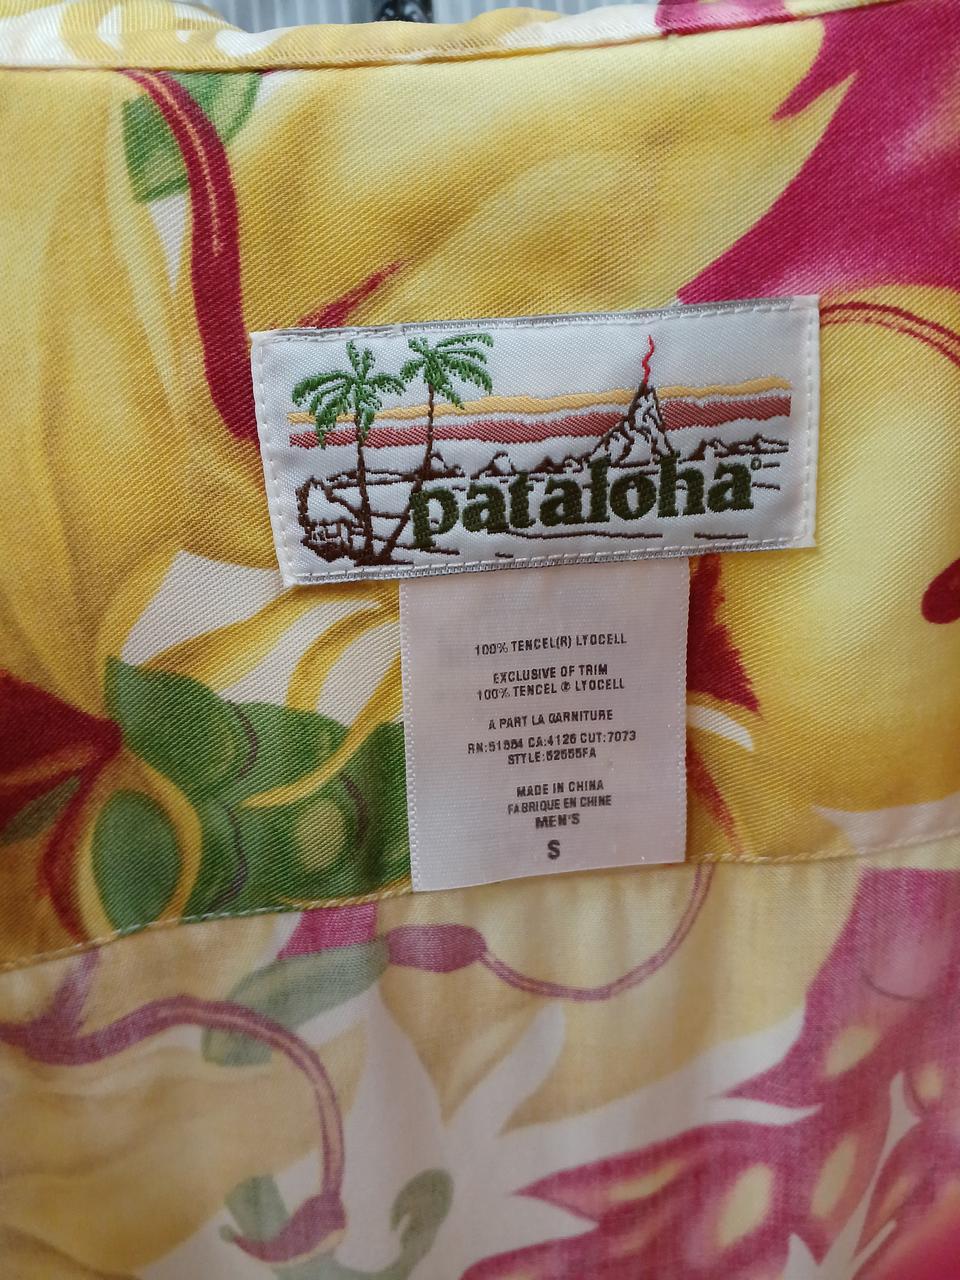 pataloha®
100% TENCEL(R) LYOCELL
EXCLUSIVE OF TRIM
100% TENCEL ® LYOCELL
A PART LA GARNITURE
RN:51884 CA:4126 CUT:7073
STYLE:52555FA
MADE IN CHINA
FABRIQUE EN CHINE
MEN'S
S